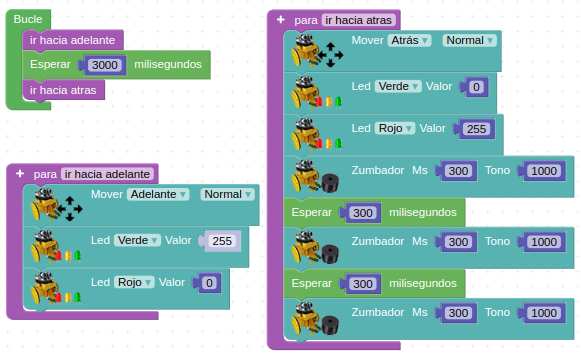 Bucle
ir hacia adelante
Esperar 3000 milisegundos
ir hacia atras
para ir hacia adelante
Mover Adelante Normal
Led Verde Valor 255
Led Rojo Valor 0
para ir hacia atras
Mover Atrás Normal
Led Verde Valor 0
Led Rojo Valor 255
Zumbador Ms 300 Tono 1000
Esperar 300 milisegundos
Zumbador Ms 300 Tono 1000
Esperar 300 milisegundos
Zumbador Ms 300 Tono 1000